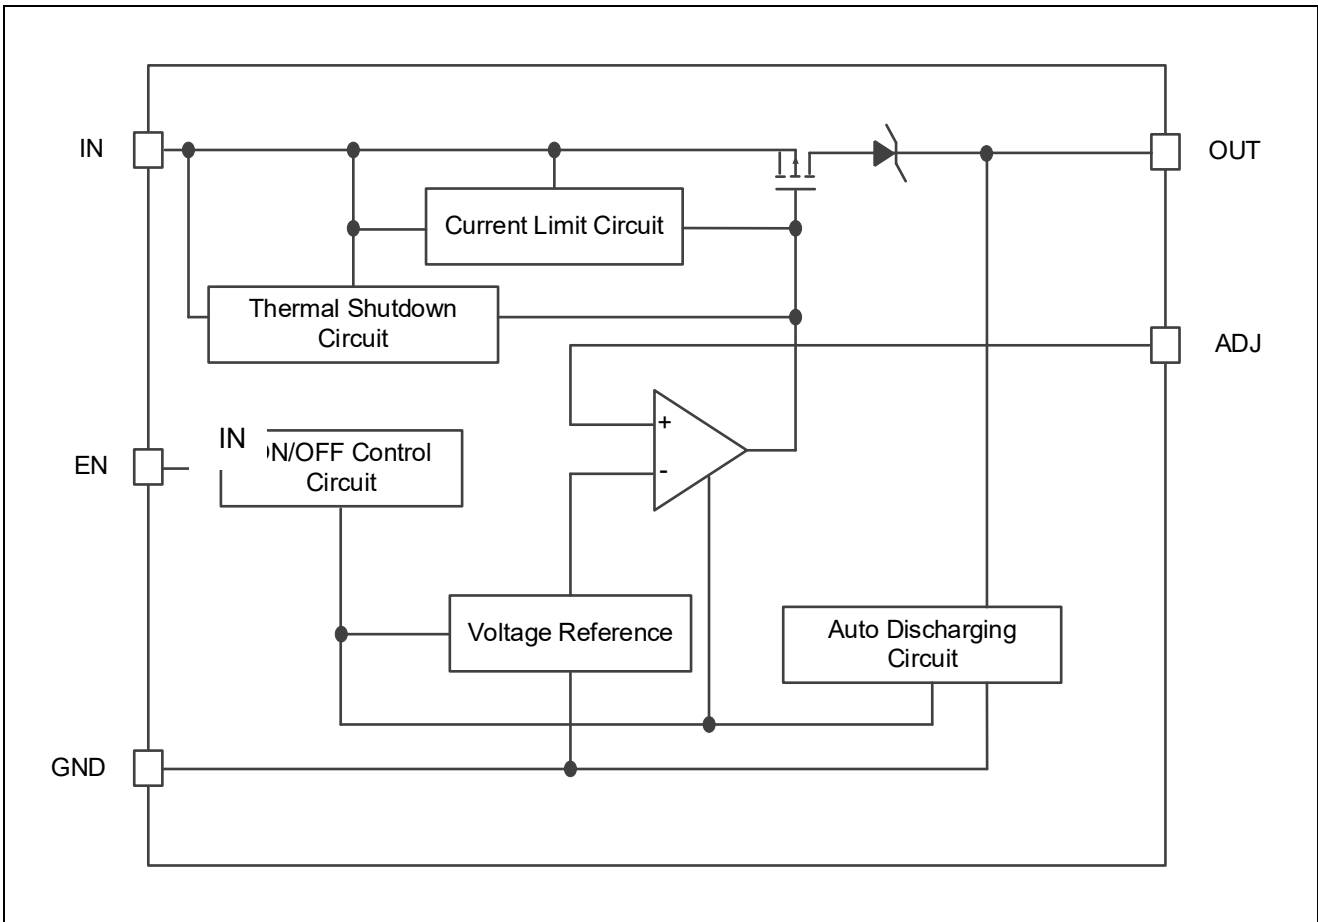 IN
OUT
Current Limit Circuit
Thermal Shutdown
Circuit
ADJ
+
-
IN
N/OFF Control
Circuit
EN
Voltage Reference
Auto Discharging
Circuit
GND